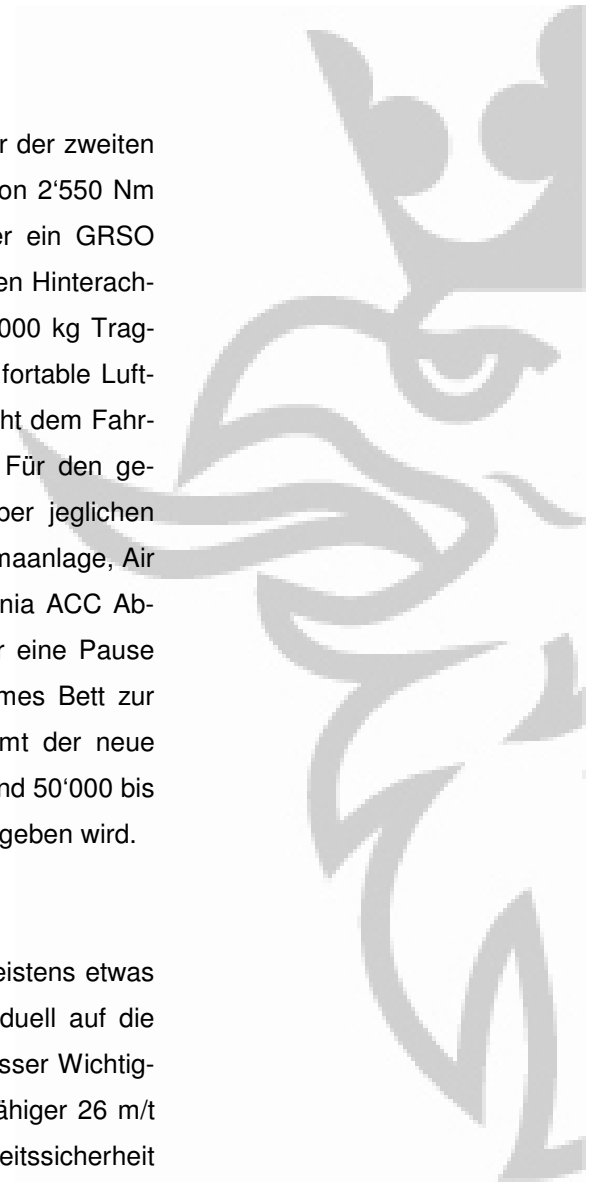 r der zweiten
on 2‘550 Nm
er ein GRSO
en Hinterach-
000 kg Trag-
fortable Luft-
ht dem Fahr-
Für den ge-
ber jeglichen
maanlage, Air
nia ACC Ab-
r eine Pause
mes Bett zur
mt der neue
nd 50‘000 bis
geben wird.
eistens etwas
duell auf die
sser Wichtig-
ähiger 26 m/t
eitssicherheit